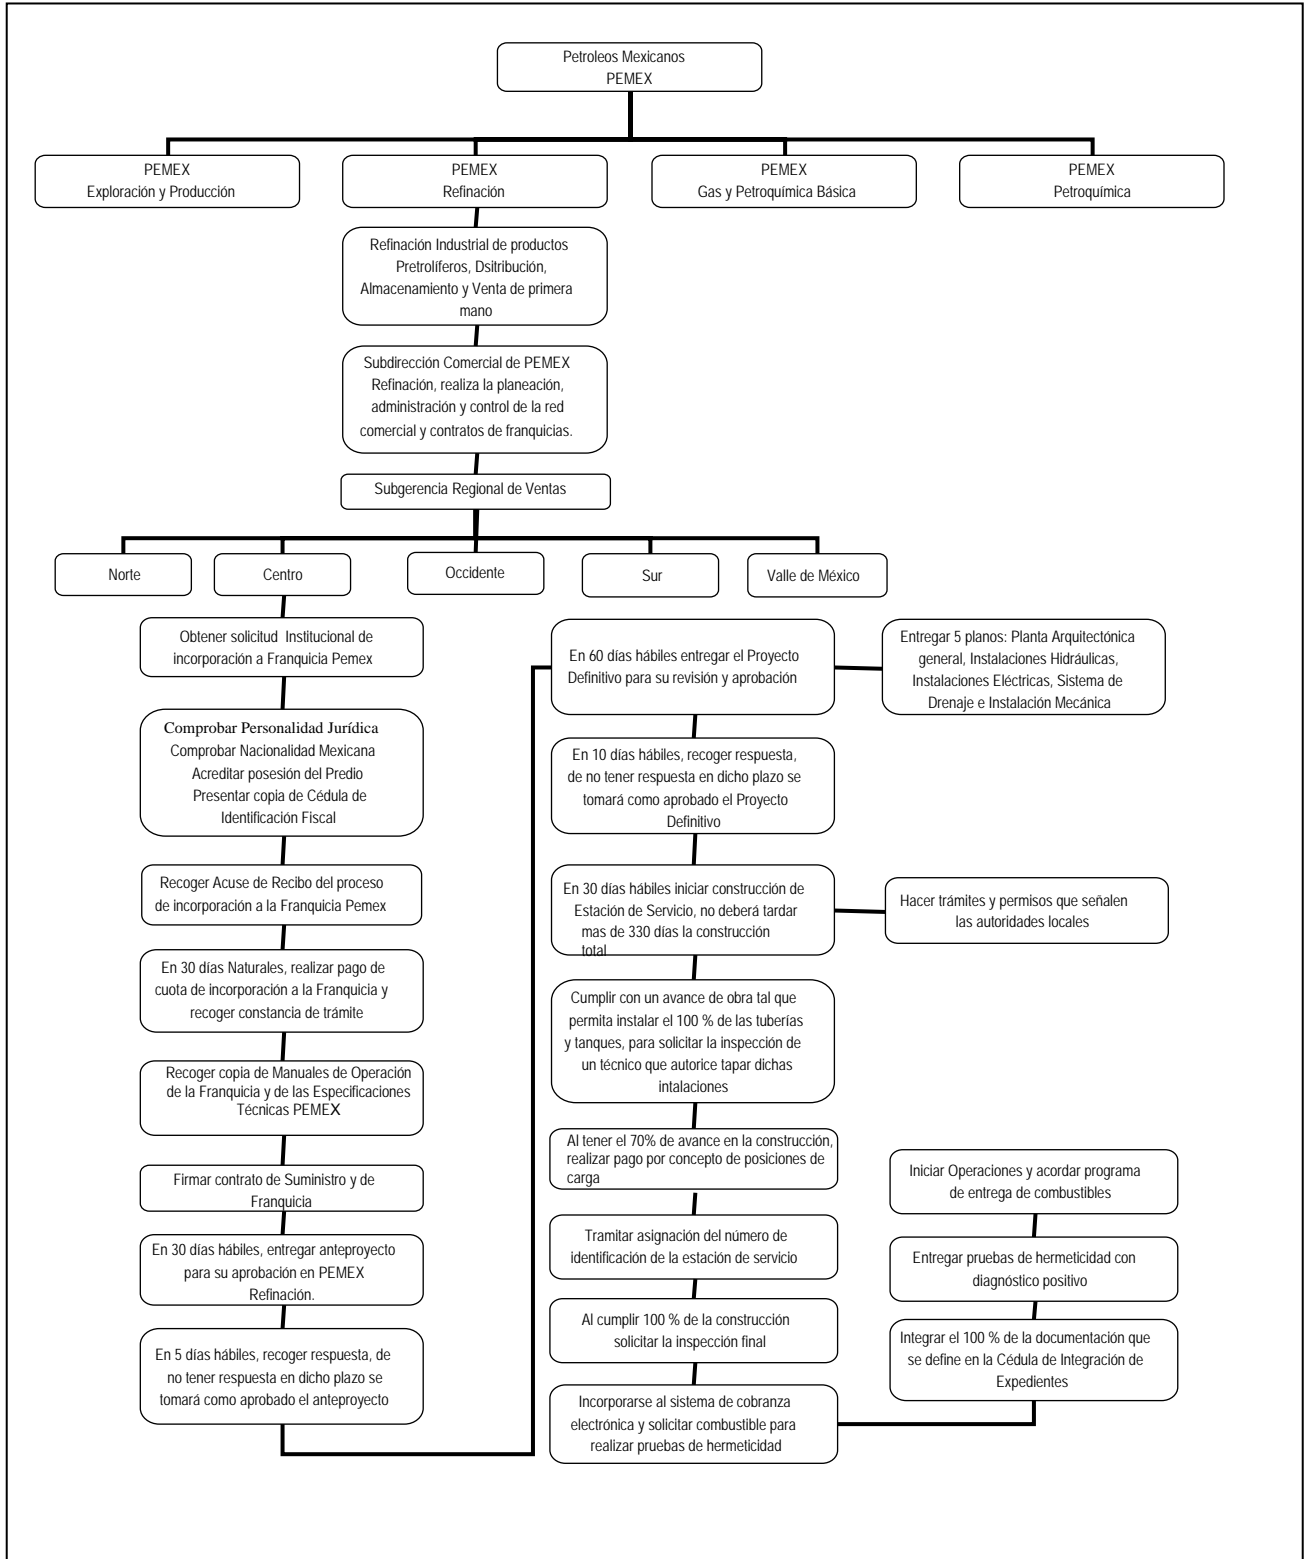 Petroleos Mexicanos
PEMEX
PEMEX
Exploración y Producción
PEMEX
Refinación
PEMEX
Gas y Petroquímica Básica
PEMEX
Petroquímica
Refinación Industrial de productos
Pretrolíferos, Dsitribución,
Almacenamiento y Venta de primera
mano
Subdirección Comercial de PEMEX
Refinación, realiza la planeación,
administración y control de la red
comercial y contratos de franquicias.
Subgerencia Regional de Ventas
Norte
Centro
Occidente
Sur
Valle de México
Obtener solicitud Institucional de
incorporación a Franquicia Pemex
Comprobar Personalidad Jurídica
Comprobar Nacionalidad Mexicana
Acreditar posesión del Predio
Presentar copia de Cédula de
Identificación Fiscal
Recoger Acuse de Recibo del proceso
de incorporación a la Franquicia Pemex
En 30 días Naturales, realizar pago de
cuota de incorporación a la Franquicia y
recoger constancia de trámite
Recoger copia de Manuales de Operación
de la Franquicia y de las Especificaciones
Técnicas PEMEX
Firmar contrato de Suministro y de
Franquicia
En 30 días hábiles, entregar anteproyecto
para su aprobación en PEMEX
Refinación.
En 5 días hábiles, recoger respuesta, de
no tener respuesta en dicho plazo se
tomará como aprobado el anteproyecto
En 60 días hábiles entregar el Proyecto
Definitivo para su revisión y aprobación
Entregar 5 planos: Planta Arquitectónica
general, Instalaciones Hidráulicas,
Instalaciones Eléctricas, Sistema de
Drenaje e Instalación Mecánica
En 10 días hábiles, recoger respuesta,
de no tener respuesta en dicho plazo se
tomará como aprobado el Proyecto
Definitivo
En 30 días hábiles iniciar construcción de
Estación de Servicio, no deberá tardar
mas de 330 días la construcción
total
Hacer trámites y permisos que señalen
las autoridades locales
Cumplir con un avance de obra tal que
permita instalar el 100 % de las tuberías
y tanques, para solicitar la inspección de
un técnico que autorice tapar dichas
intalaciones
Al tener el 70% de avance en la construcción,
realizar pago por concepto de posiciones de
carga
Tramitar asignación del número de
identificación de la estación de servicio
Al cumplir 100 % de la construcción
solicitar la inspección final
Incorporarse al sistema de cobranza
electrónica y solicitar combustible para
realizar pruebas de hermeticidad
Iniciar Operaciones y acordar programa
de entrega de combustibles
Entregar pruebas de hermeticidad con
diagnóstico positivo
Integrar el 100 % de la documentación que
se define en la Cédula de Integración de
Expedientes